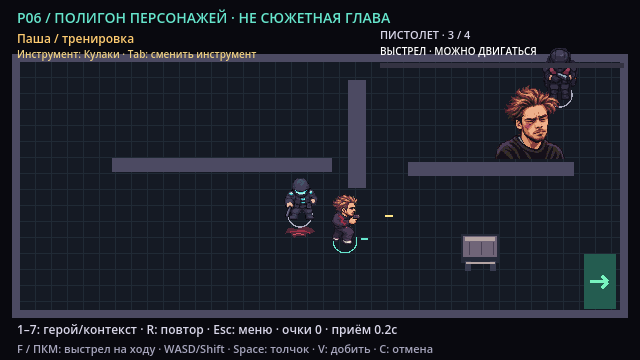 P06 / ПОЛИГОН ПЕРСОНАЖЕЙ · НЕ СЮЖЕТНАЯ ГЛАВА
Паша / тренировка
Инструмент: Кулаки · Tab: сменить инструмент
ПИСТОЛЕТ · 3 / 4
ВЫСТРЕЛ · МОЖНО ДВИГАТЬСЯ
1–7: герой/контекст · R: повтор · Esc: меню · очки 0 · приём 0.2с
F / ПКМ: выстрел на ходу · WASD/Shift · Space: толчок · V: добить · C: отмена